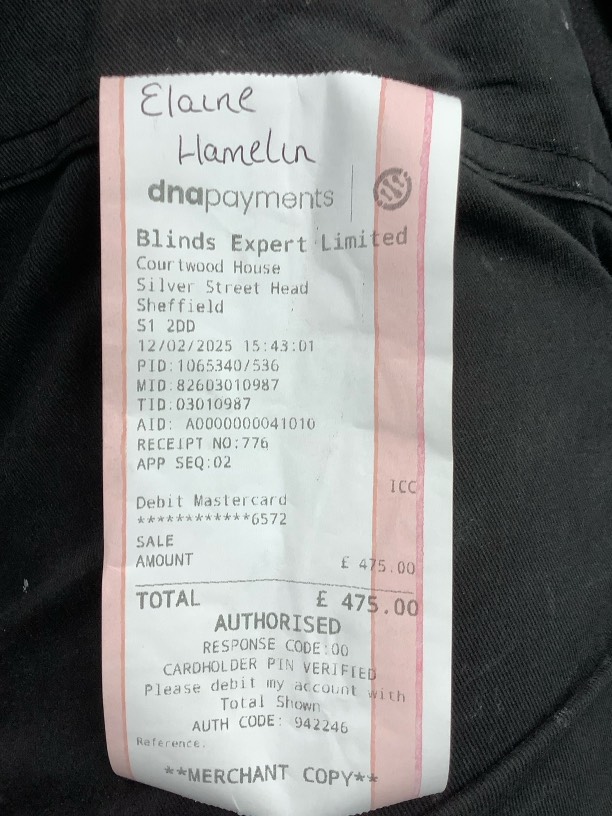 Elaine
Hamelin
dnapayments
Blinds Expert Limited
Courtwood House
Silver Street Head
Sheffield
S1 2DD
12/02/2025 15:43:01
PID:1065340/536
MID:82603010987
TID:03010987
AID: A0000000041010
RECEIPT NO:776
APP SEQ:02
ICC
Debit Mastercard
************6572
SALE
AMOUNT £ 475.00
TOTAL £ 475.00
AUTHORISED
RESPONSE CODE:00
CARDHOLDER PIN VERIFIED
Please debit my account with
Total Shown
AUTH CODE: 942246
Reference:
**MERCHANT COPY**